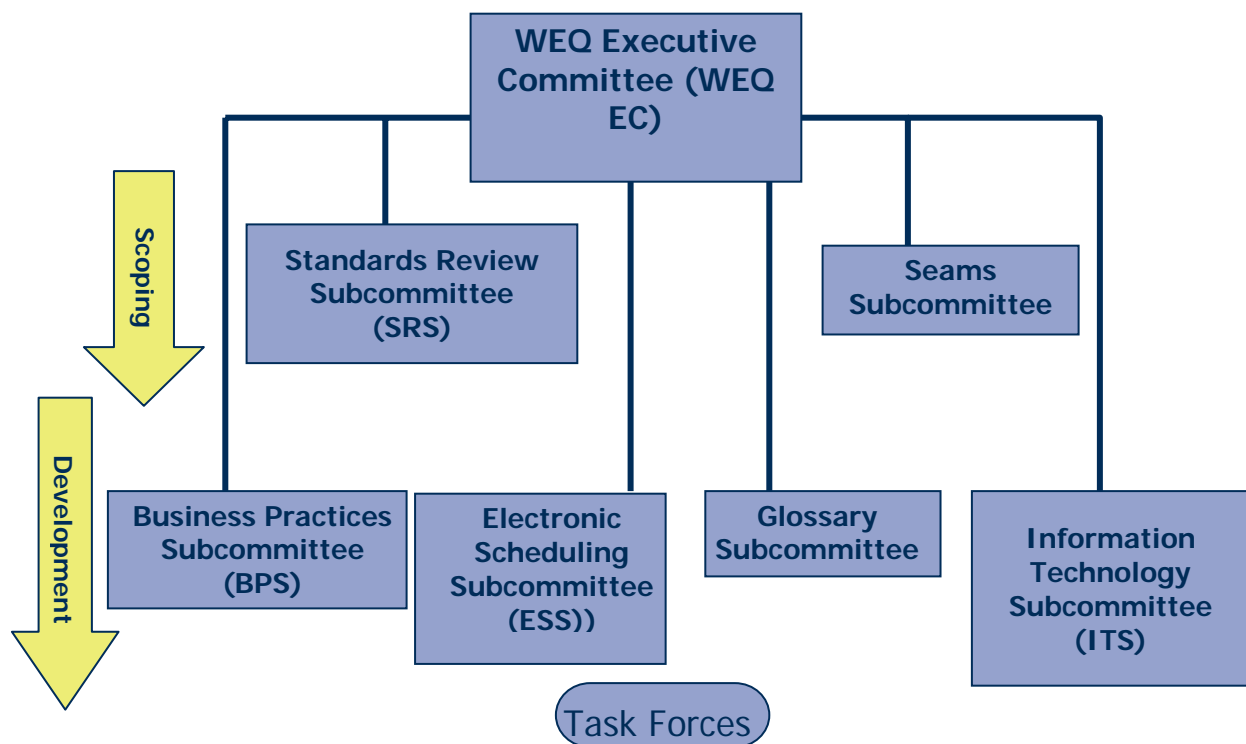 WEQ Executive
Committee (WEQ
EC)
Scoping
Standards Review
Subcommittee
(SRS)
Seams
Subcommittee
Development
Business Practices
Subcommittee
(BPS)
Electronic
Scheduling
Subcommittee
(ESS))
Glossary
Subcommittee
Information
Technology
Subcommittee
(ITS)
Task Forces